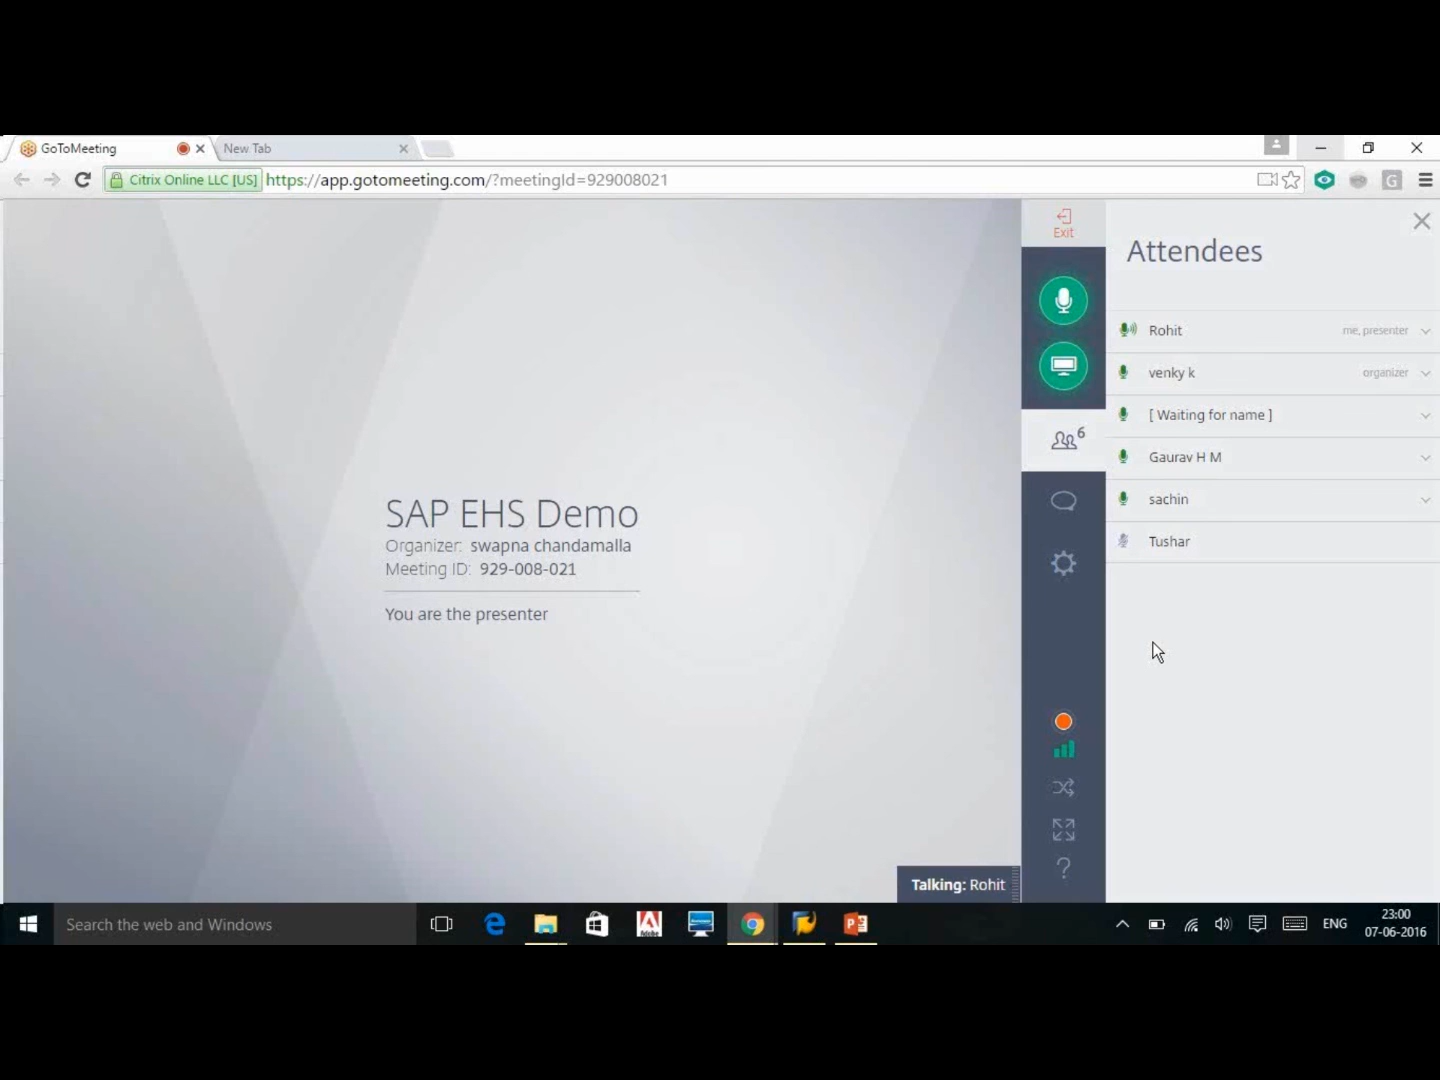 GoToMeeting
New Tab
Citrix Online LLC [US] https://app.gotomeeting.com/?meetingId=929008021
G
Exit
Attendees
Rohit me, presenter
venky k organizer
[ Waiting for name ]
6
Gaurav H M
sachin
Tushar
SAP EHS Demo
Organizer: swapna chandamalla
Meeting ID: 929-008-021
You are the presenter
?
Talking: Rohit
Search the web and Windows
Adobe
ENG
23:00
07-06-2016